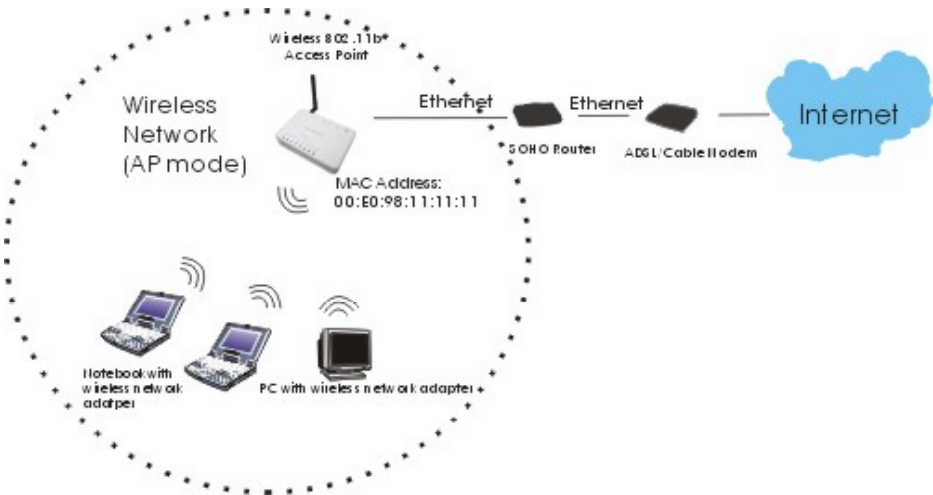 Wireless 802.11b+
Access Point
Wireless
Network
(AP mode)
Ethernet
Ethernet
Internet
SOHO Router
ADSL/Cable Modem
MAC Address:
00:E0:98:11:11:11
Notebook with
wireless network
adatper
PC with wireless network adapter